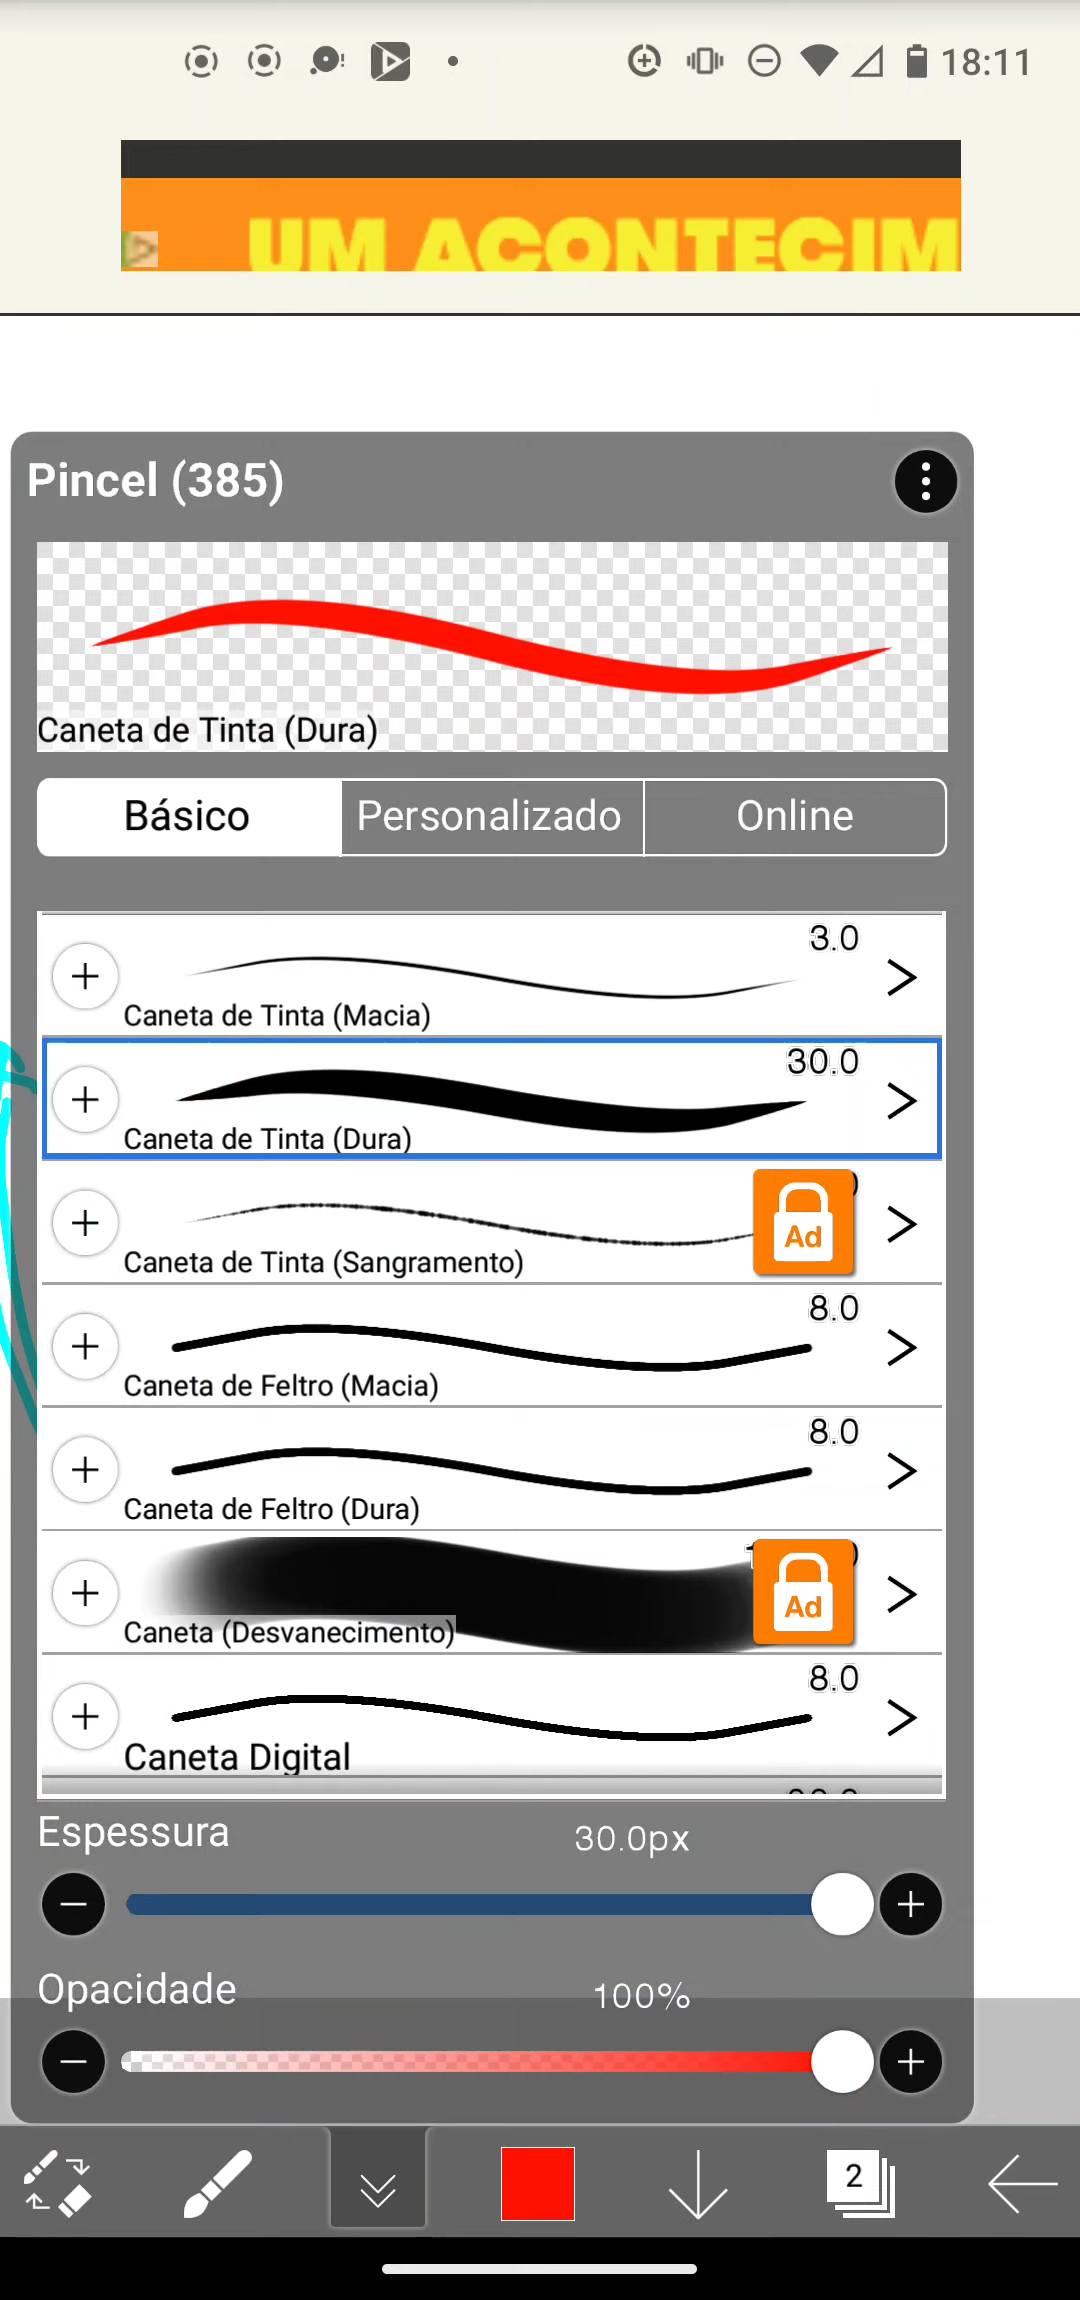 18:11
UM ACONTECIM
Pincel (385)
Caneta de Tinta (Dura)
Básico
Personalizado
Online
3.0
Caneta de Tinta (Macia)
30.0
Caneta de Tinta (Dura)
Ad
Caneta de Tinta (Sangramento)
8.0
Caneta de Feltro (Macia)
8.0
Caneta de Feltro (Dura)
Ad
Caneta (Desvanecimento)
8.0
Caneta Digital
Espessura
30.0px
Opacidade
100%
2